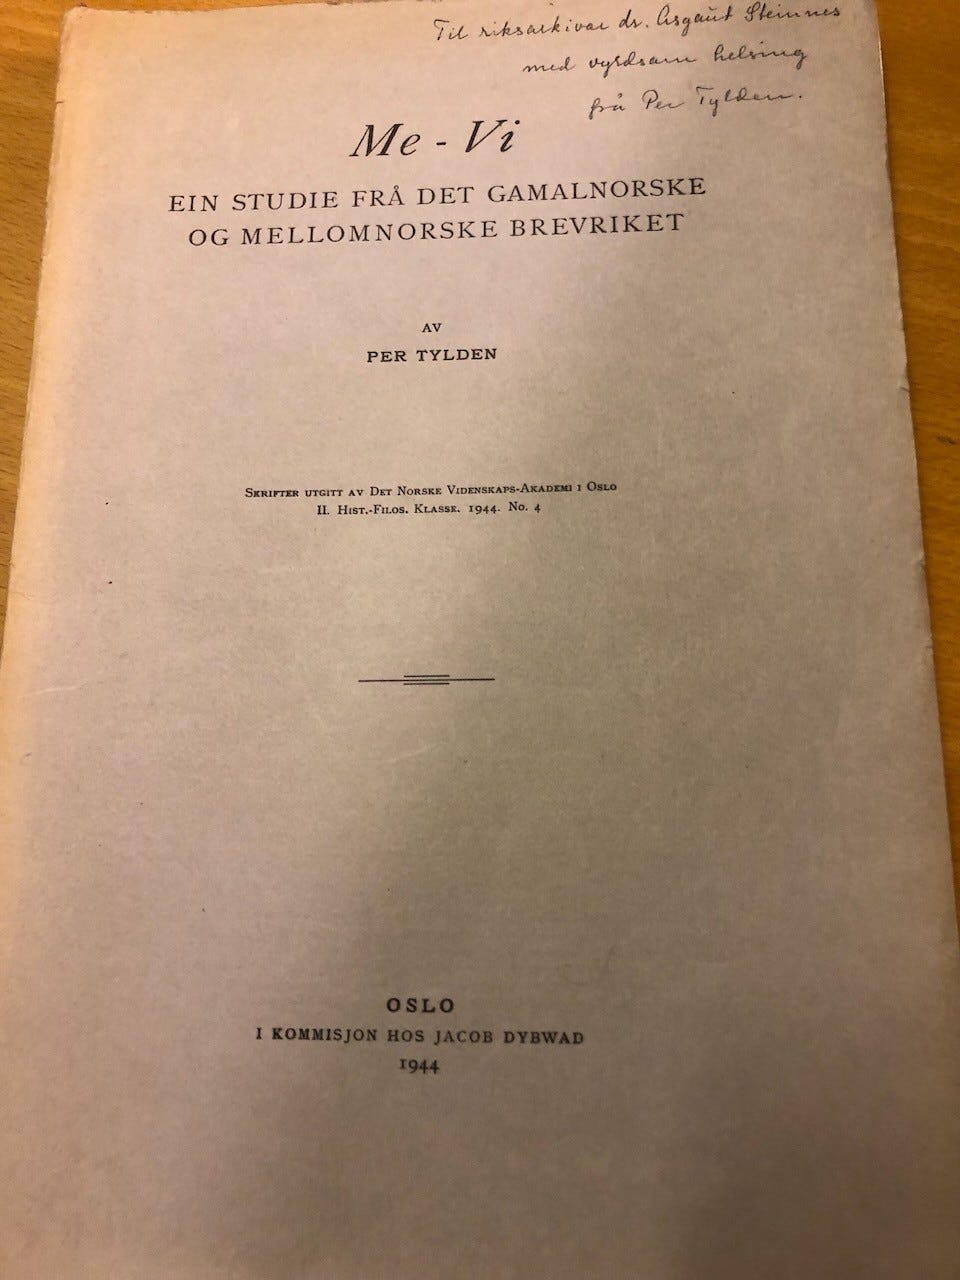 Til riksarkivar dr. Asgaut Steinnes
med vyrdsam helsing
frå Per Tylden.
Me - Vi
EIN STUDIE FRÅ DET GAMALNORSKE
OG MELLOMNORSKE BREVRIKET
AV
PER TYLDEN
SKRIFTER UTGITT AV DET NORSKE VIDENSKAPS-AKADEMI I OSLO
II. HIST.-FILOS. KLASSE. 1944. NO. 4
OSLO
I KOMMISJON HOS JACOB DYBWAD
1944